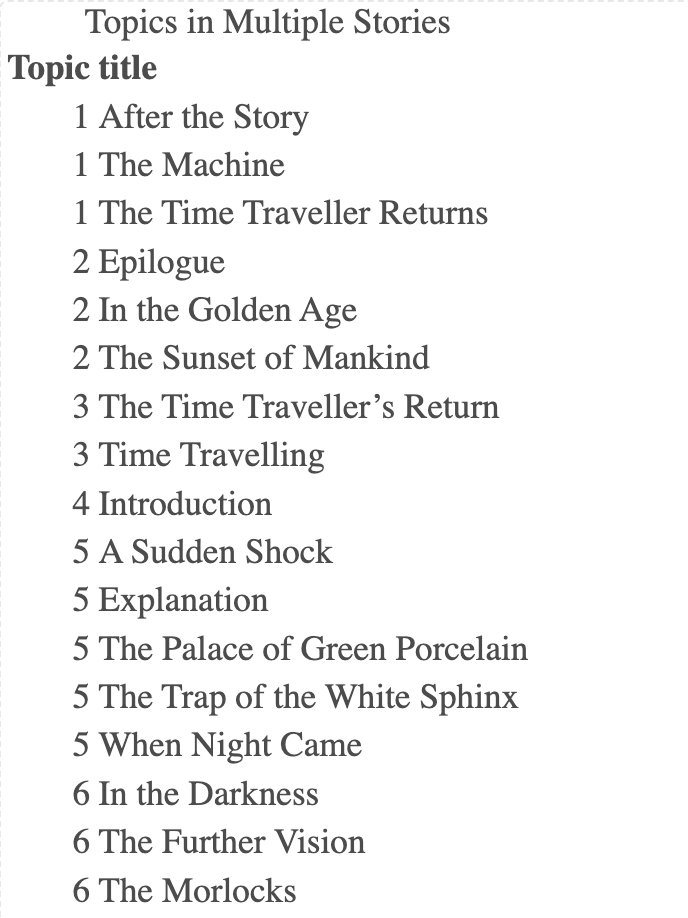 Topics in Multiple Stories
Topic title
1 After the Story
1 The Machine
1 The Time Traveller Returns
2 Epilogue
2 In the Golden Age
2 The Sunset of Mankind
3 The Time Traveller’s Return
3 Time Travelling
4 Introduction
5 A Sudden Shock
5 Explanation
5 The Palace of Green Porcelain
5 The Trap of the White Sphinx
5 When Night Came
6 In the Darkness
6 The Further Vision
6 The Morlocks